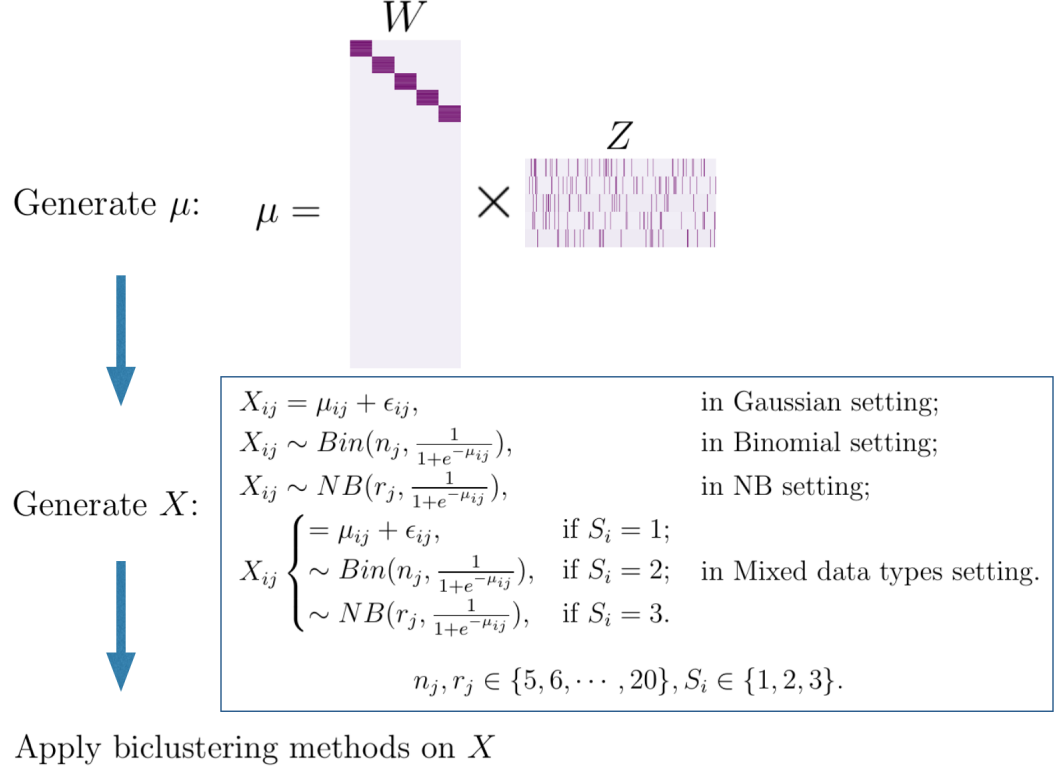 W
Z
Generate μ: μ = ×
X_{ij} = μ_{ij} + ϵ_{ij}, in Gaussian setting;
X_{ij} ∼ Bin(n_j, \frac{1}{1+e^{-μ_{ij}}}), in Binomial setting;
X_{ij} ∼ NB(r_j, \frac{1}{1+e^{-μ_{ij}}}), in NB setting;
Generate X:
= μ_{ij} + ϵ_{ij}, if S_i = 1;
X_{ij} { ∼ Bin(n_j, \frac{1}{1+e^{-μ_{ij}}}), if S_i = 2; in Mixed data types setting.
∼ NB(r_j, \frac{1}{1+e^{-μ_{ij}}}), if S_i = 3.
n_j, r_j ∈ {5, 6, ⋯ , 20}, S_i ∈ {1, 2, 3}.
Apply biclustering methods on X